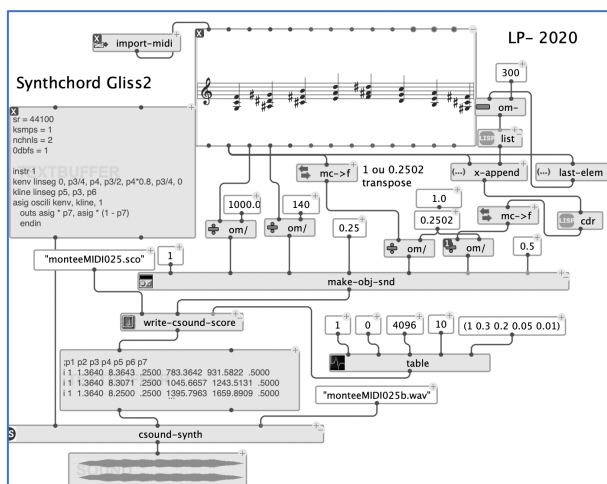 import-midi
LP- 2020
Synthchord Gliss2
300
om-
sr = 44100
ksmps = 1
nchnls = 2
0dbfs = 1
TEXTBUFFER
instr 1
kenv linseg 0, p3/4, p4, p3/2, p4*0.8, p3/4, 0
kline linseg p5, p3, p6
asig oscili kenv, kline, 1
outs asig * p7, asig * (1 - p7)
endin
LISP list
mc->f
1 ou 0.2502
transpose
(...) x-append
(...) last-elem
1000.0
140
1.0
0.2502
mc->f
LISP cdr
om/
om/
0.25
om/
om/
0.5
"monteeMIDI025.sco"
1
make-obj-snd
write-csound-score
1
0
4096
10
(1 0.3 0.2 0.05 0.01)
table
;p1 p2 p3 p4 p5 p6 p7
i 1 1.3640 8.3643 .2500 783.3642 931.5822 .5000
i 1 1.3640 8.3071 .2500 1045.6657 1243.5131 .5000
i 1 1.3640 8.2500 .2500 1395.7963 1659.8909 .5000
...
"monteeMIDI025b.wav"
csound-synth
SOUND